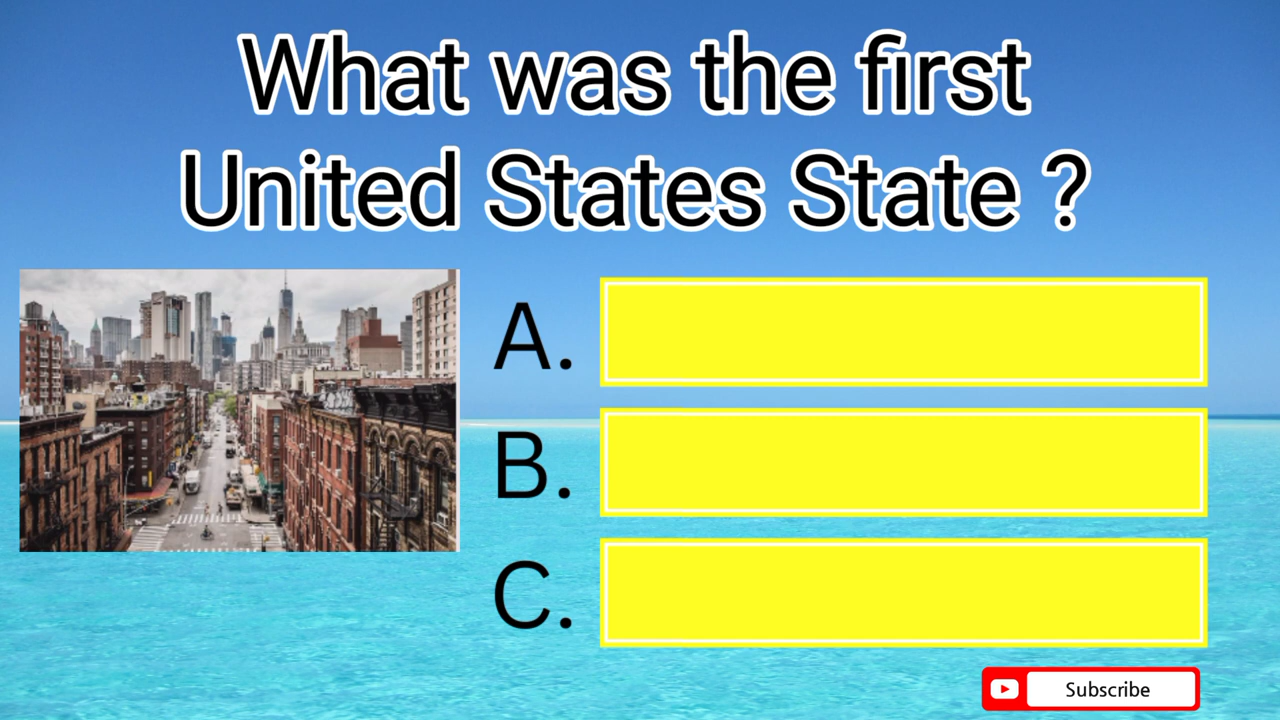 What was the first
United States State ?
A.
B.
C.
Subscribe